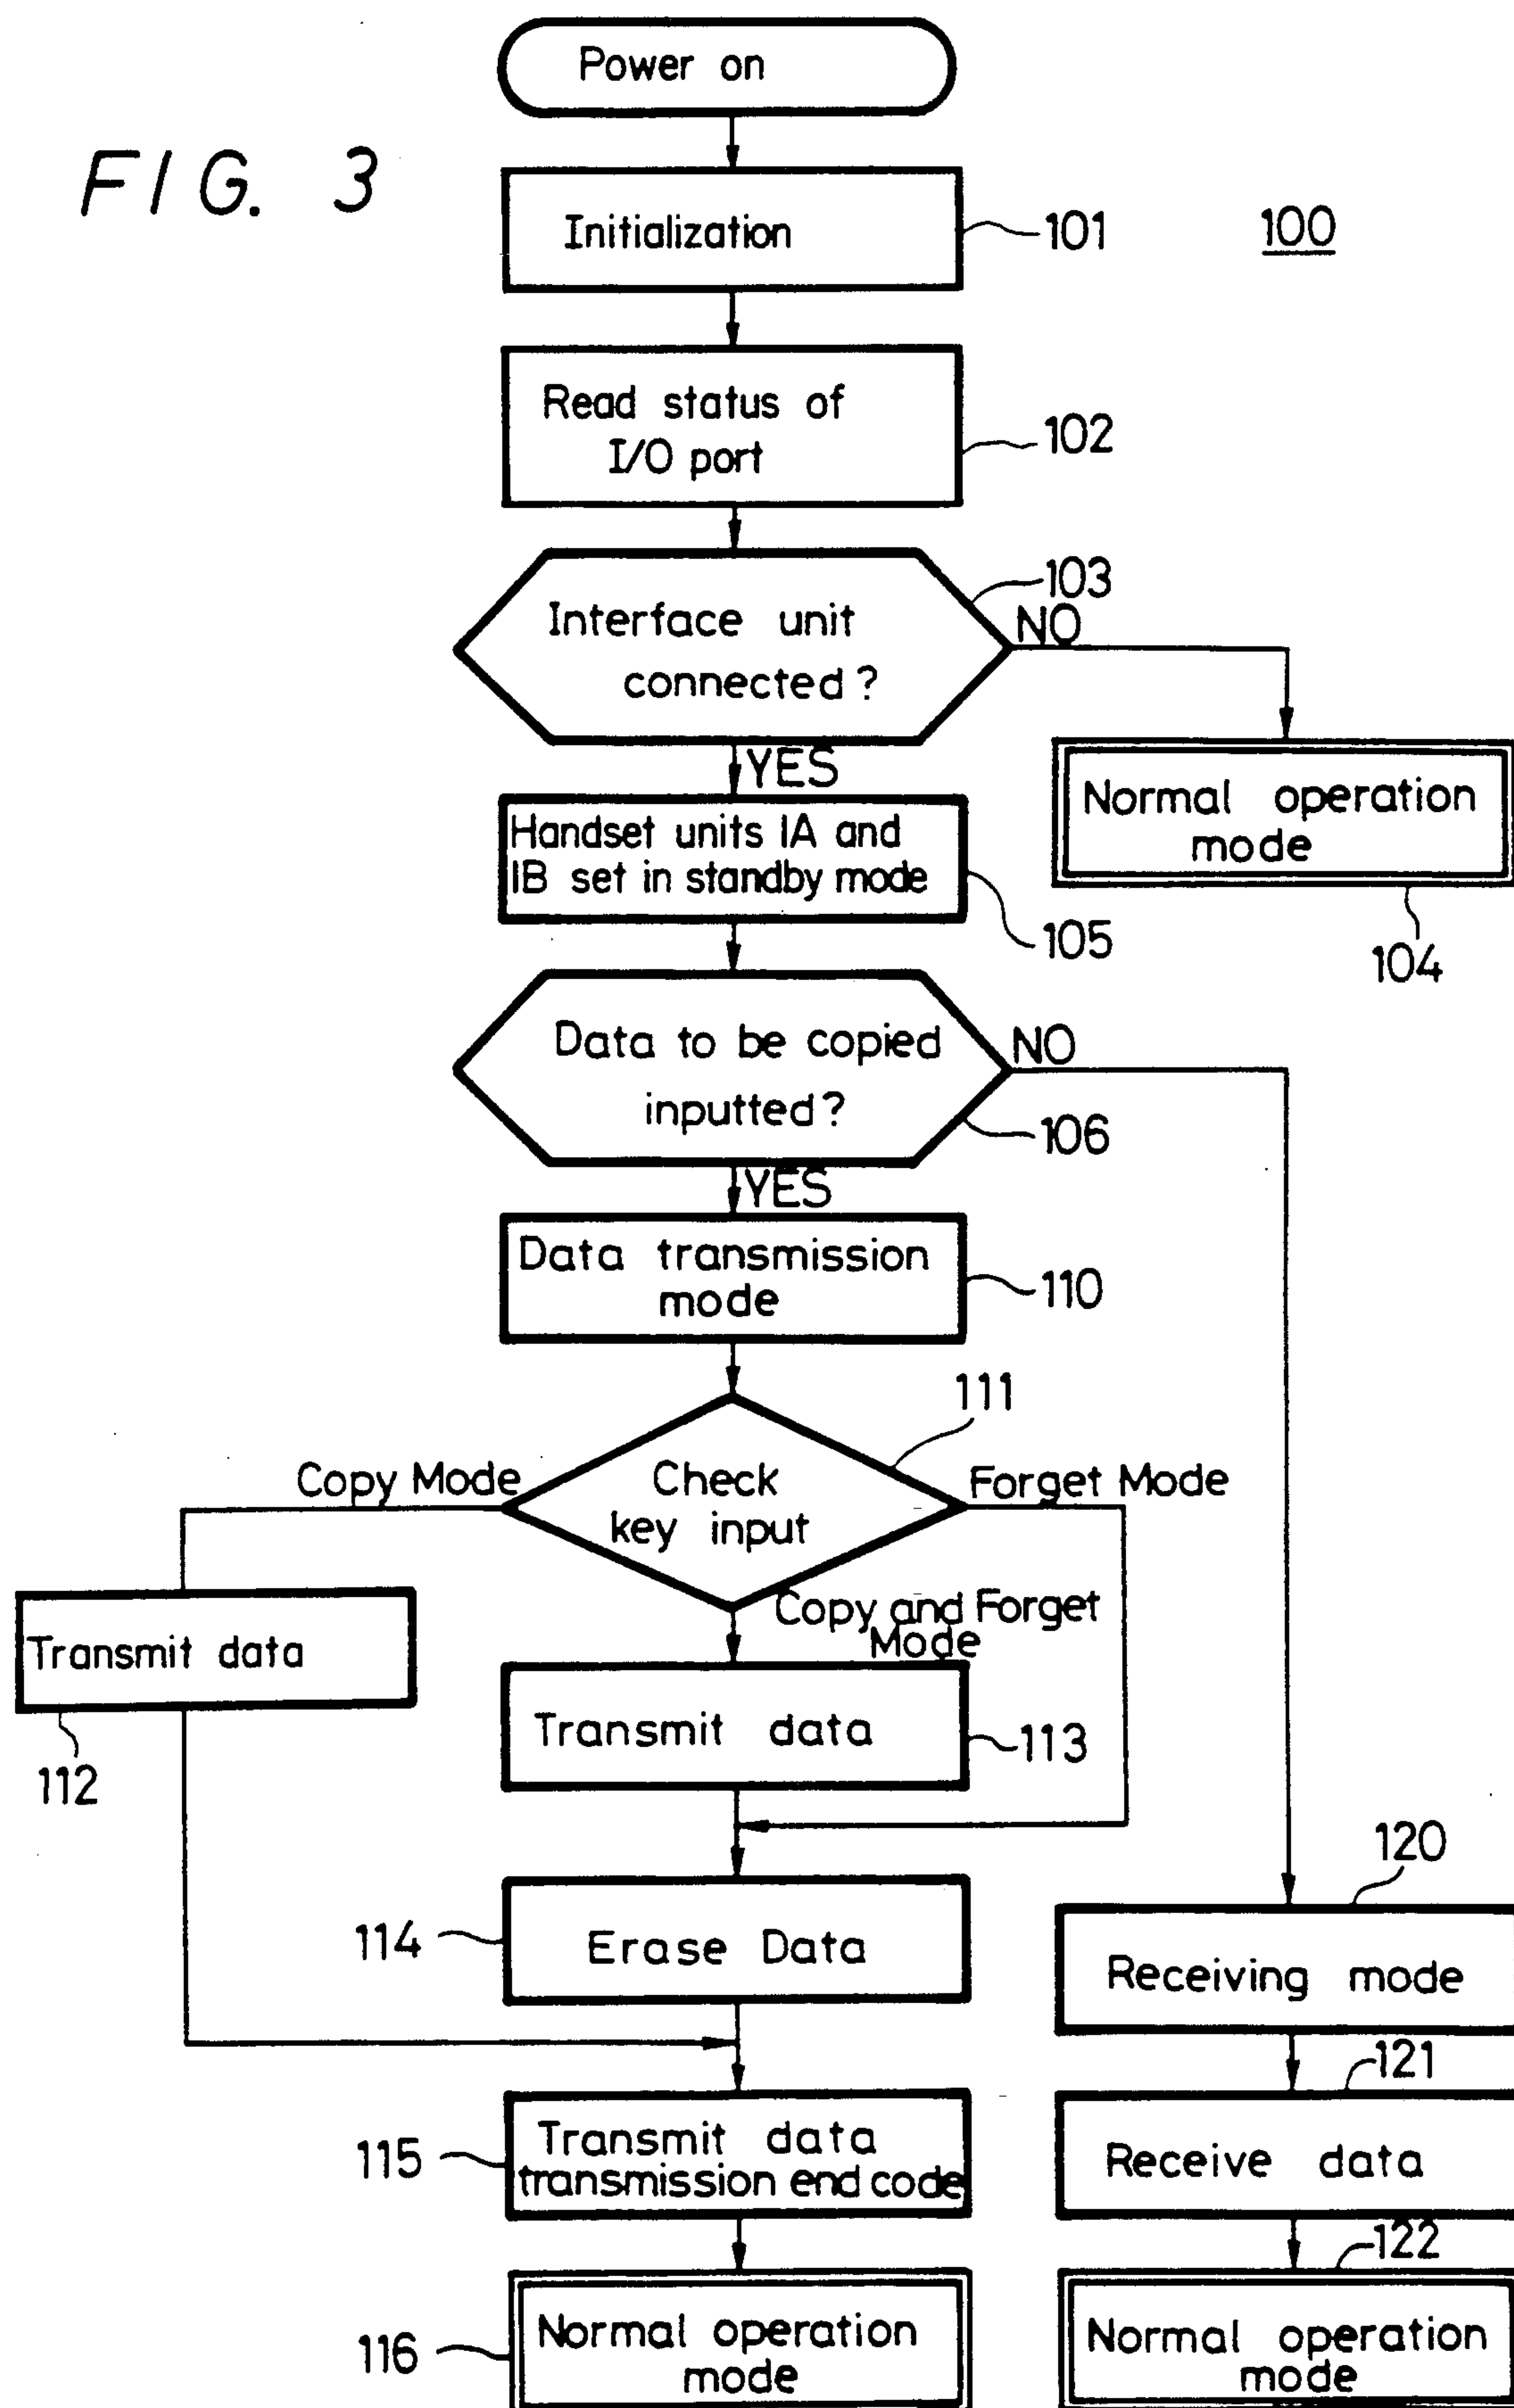 FIG. 3
100
Power on
Initialization
101
Read status of
I/O port
102
Interface unit
connected?
103
NO
YES
Normal operation
mode
104
Handset units 1A and
1B set in standby mode
105
Data to be copied
inputted?
NO
106
YES
Data transmission
mode
110
111
Check
key input
Copy Mode
Forget Mode
Copy and Forget
Mode
Transmit data
112
Transmit data
113
Erase Data
114
120
Receiving mode
121
Transmit data
transmission end code
115
Receive data
122
Normal operation
mode
116
Normal operation
mode